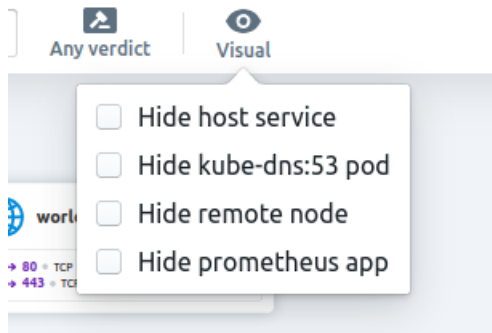 Any verdict
Visual
Hide host service
Hide kube-dns:53 pod
Hide remote node
Hide prometheus app
80 TCP
443